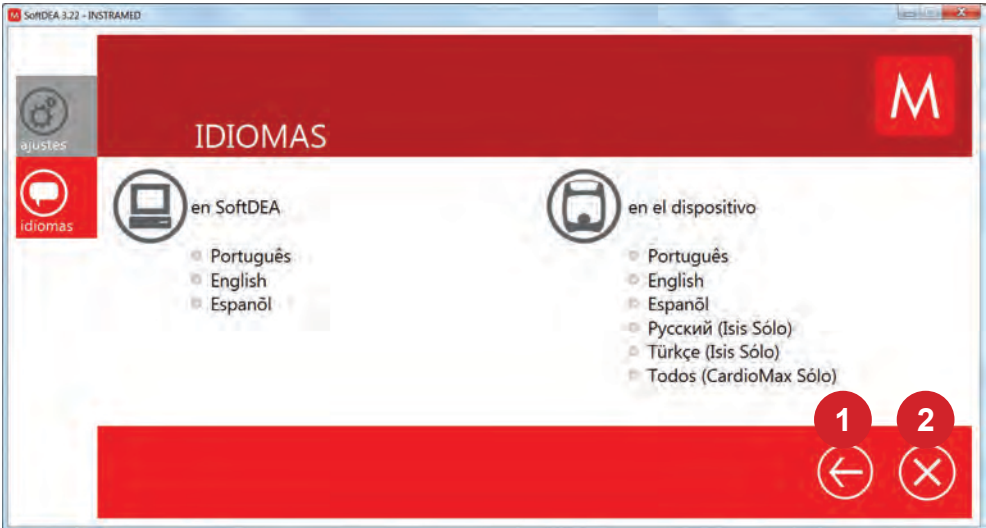 M SoftDEA 3.22 - INSTRAMED
M
ajustes
IDIOMAS
idiomas
en SoftDEA
Português
English
Espanõl
en el dispositivo
Português
English
Espanõl
Русский (Isis Sólo)
Türkçe (Isis Sólo)
Todos (CardioMax Sólo)
1
2